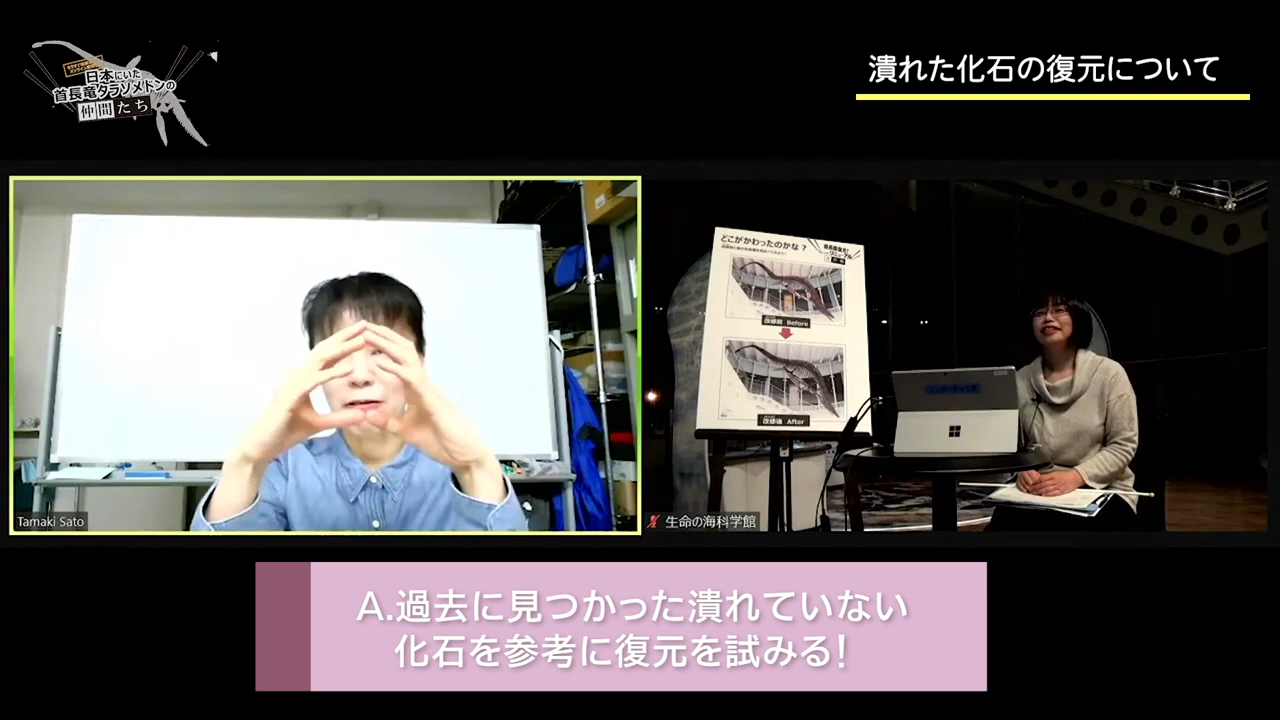 日本にいた
首長竜タラソメドンの
仲間たち
潰れた化石の復元について
どこがかわったのかな？
改修前 Before
改修後 After
Tamaki Sato
生命の海科学館
A.過去に見つかった潰れていない
化石を参考に復元を試みる！